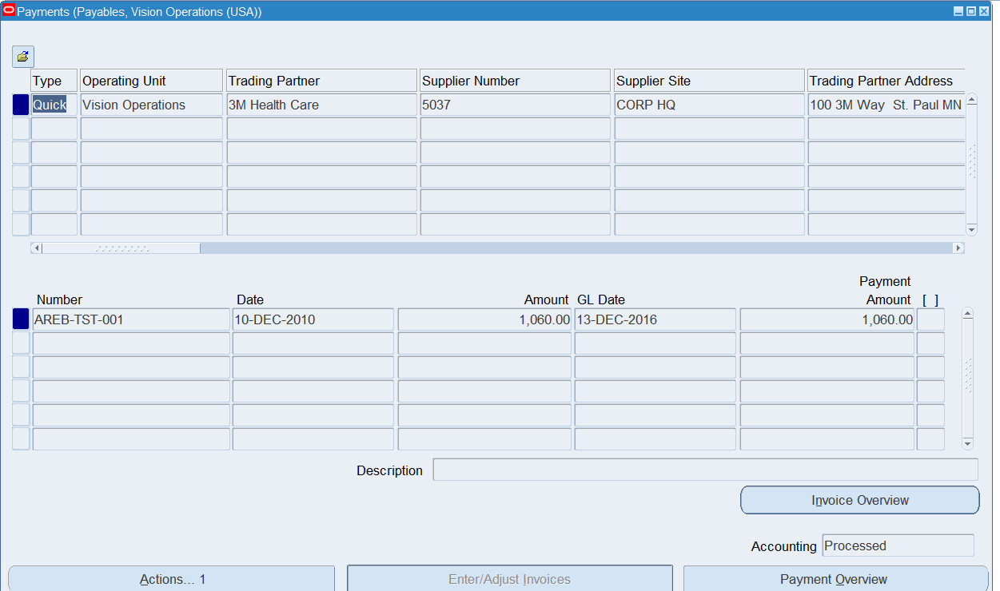 Payments (Payables, Vision Operations (USA))
Type Operating Unit Trading Partner Supplier Number Supplier Site Trading Partner Address
Quick Vision Operations 3M Health Care 5037 CORP HQ 100 3M Way St. Paul MN
Payment
Number Date Amount GL Date Amount [ ]
AREB-TST-001 10-DEC-2010 1,060.00 13-DEC-2016 1,060.00
Description
Invoice Overview
Accounting Processed
Actions... 1 Enter/Adjust Invoices Payment Overview